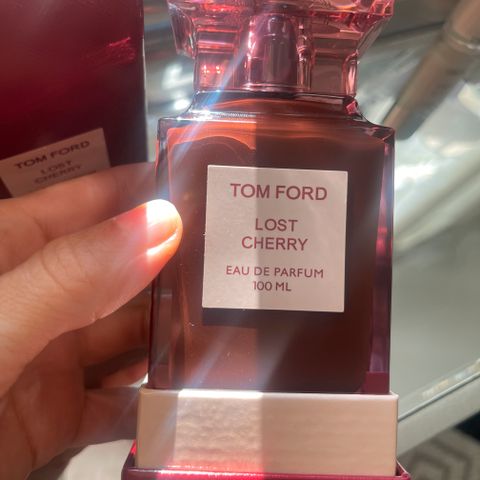 TOM FORD
LOST
CHERRY
TOM FORD
LOST
CHERRY
EAU DE PARFUM
100 ML